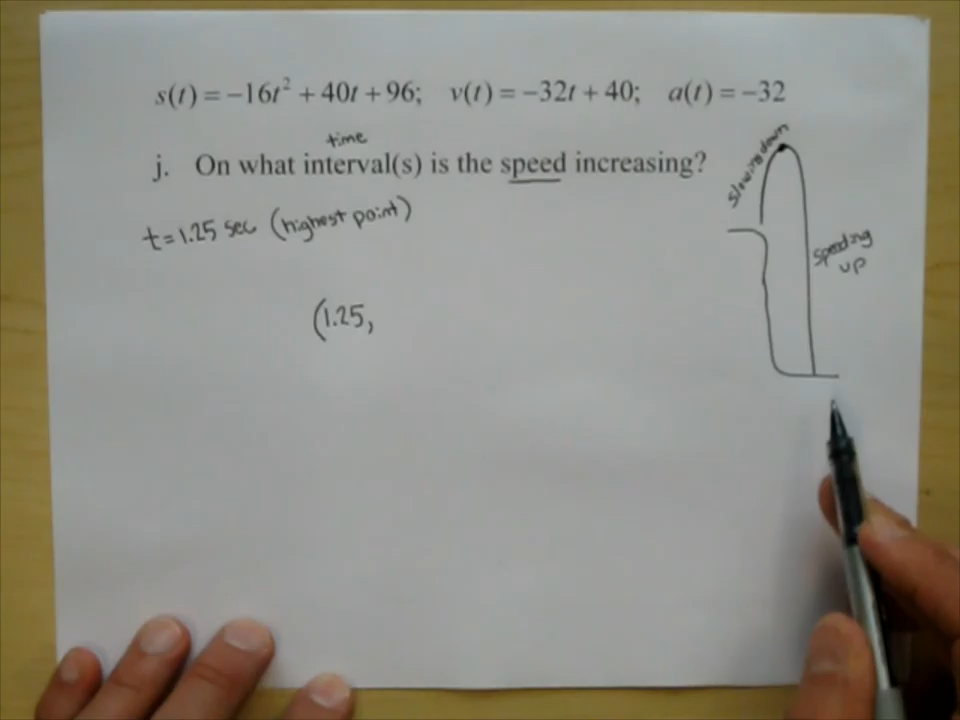 s(t) = −16t² + 40t + 96; v(t) = −32t + 40; a(t) = −32
time
j. On what interval(s) is the speed increasing?
t = 1.25 sec (highest point)
slowing down
speeding
up
(1.25,